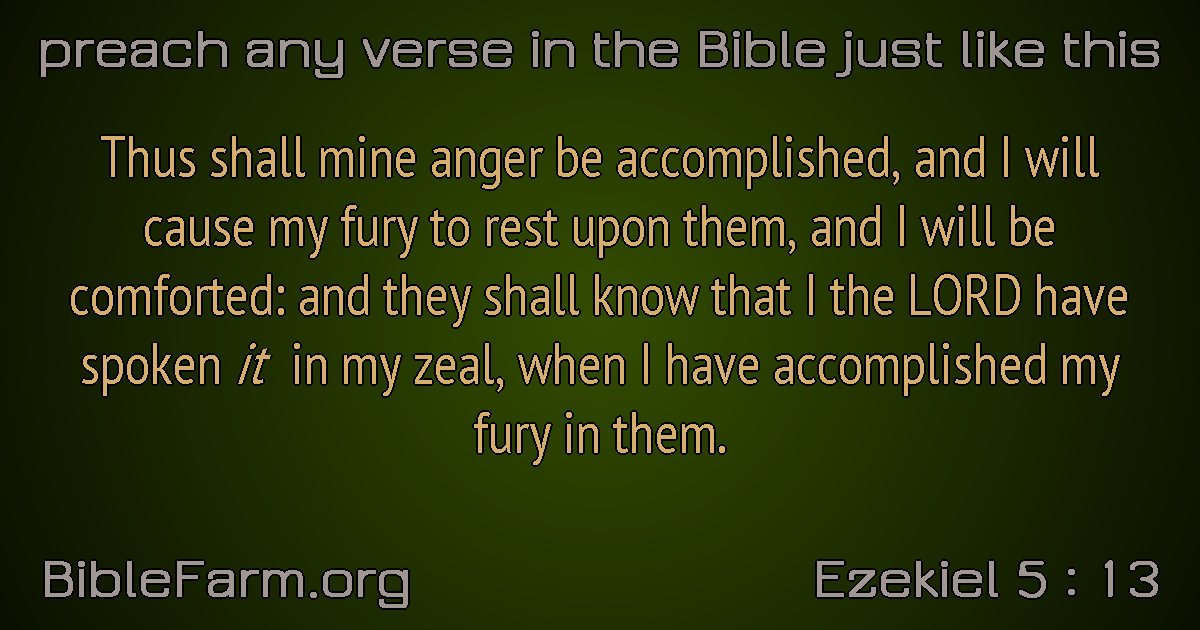 preach any verse in the Bible just like this
Thus shall mine anger be accomplished, and I will
cause my fury to rest upon them, and I will be
comforted: and they shall know that I the LORD have
spoken it in my zeal, when I have accomplished my
fury in them.
BibleFarm.org
Ezekiel 5 : 13